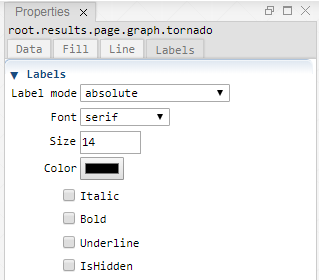 Properties
root.results.page.graph.tornado
Data Fill Line Labels
Labels
Label mode absolute
Font serif
Size 14
Color
Italic
Bold
Underline
IsHidden